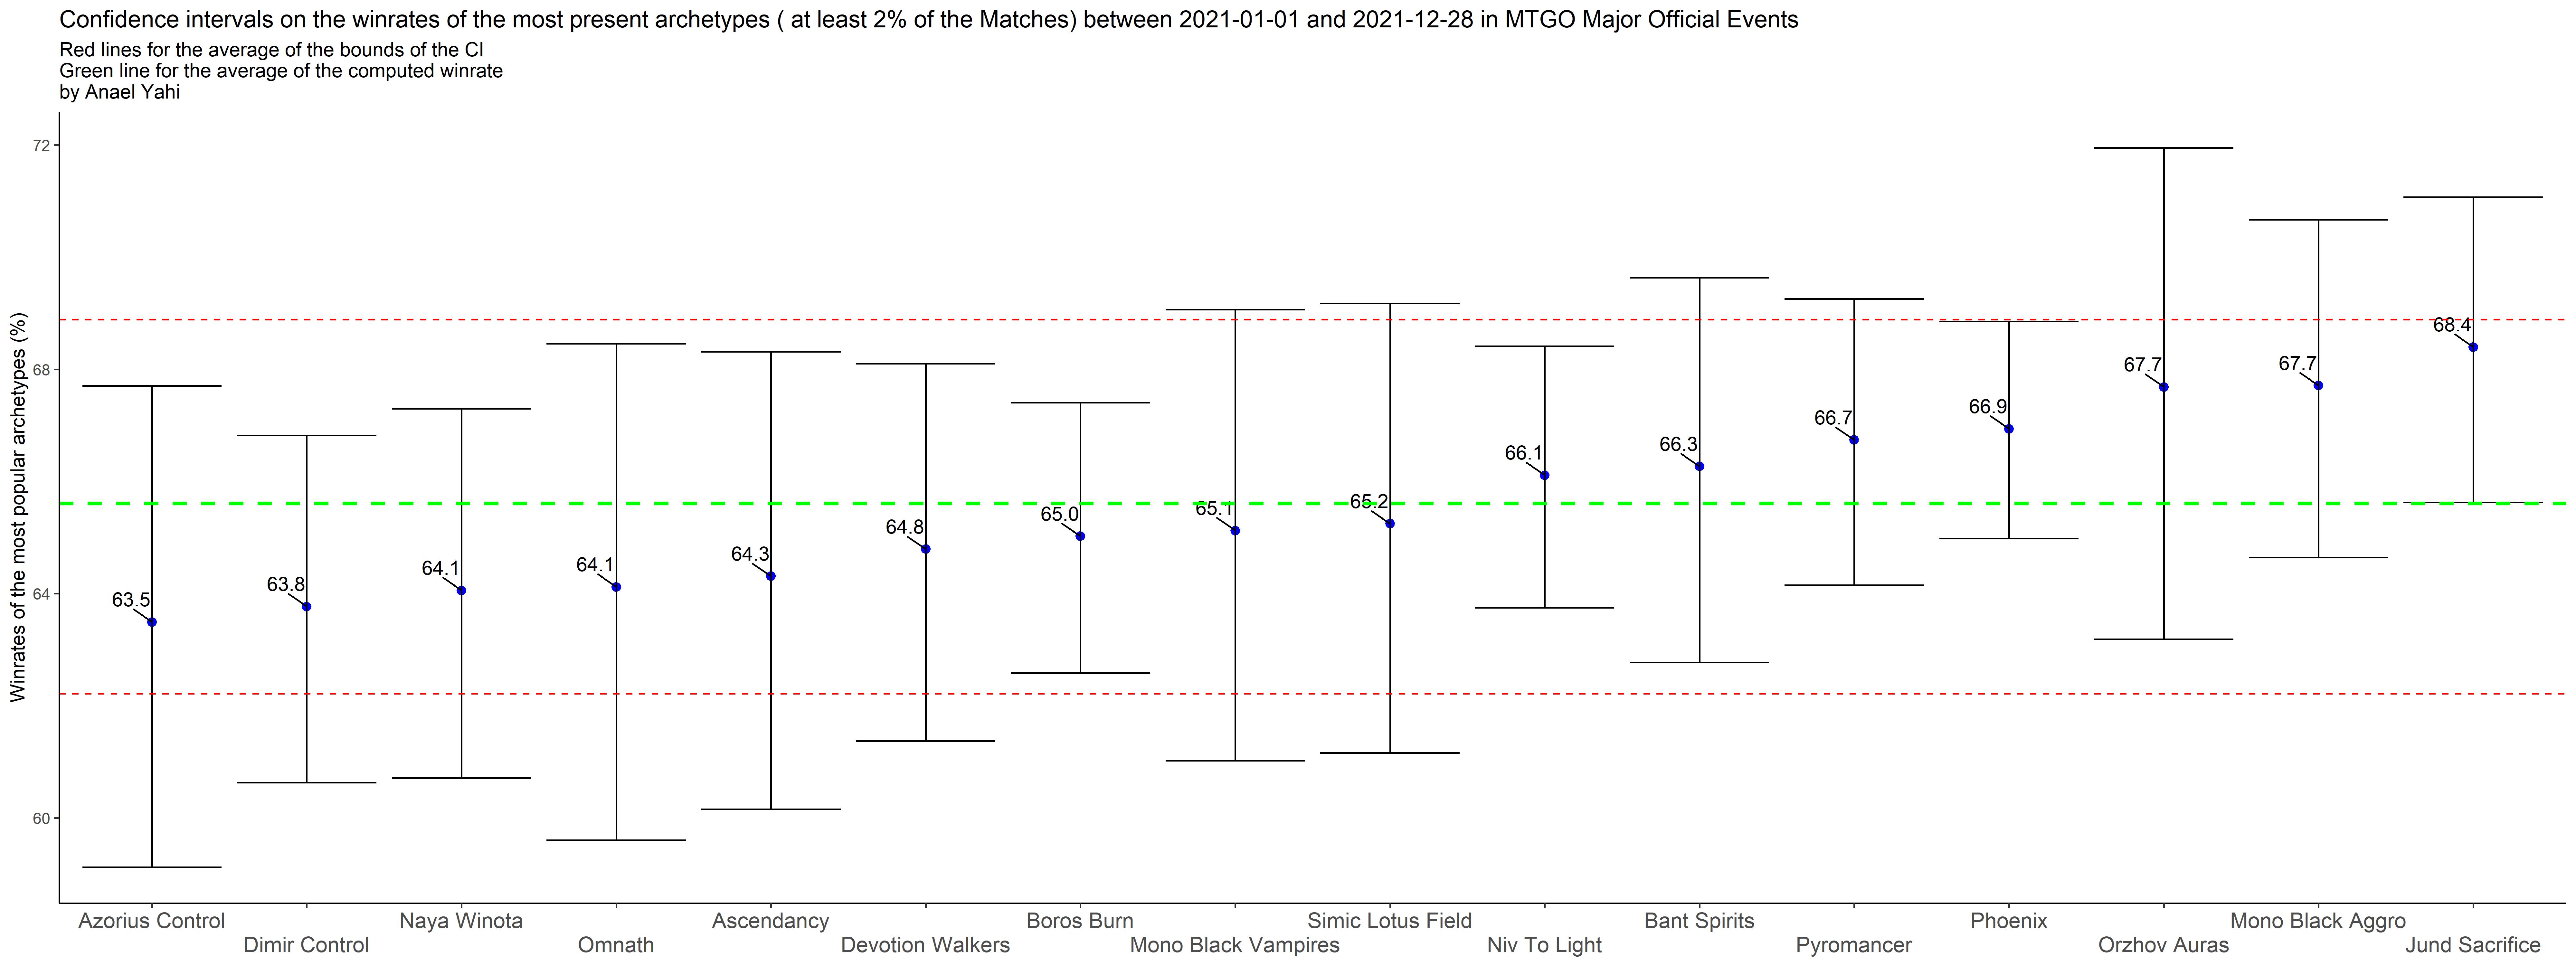 Confidence intervals on the winrates of the most present archetypes ( at least 2% of the Matches) between 2021-01-01 and 2021-12-28 in MTGO Major Official Events
Red lines for the average of the bounds of the CI
Green line for the average of the computed winrate
by Anael Yahi
Winrates of the most popular archetypes (%)
72
68
64
60
63.5
63.8
64.1
64.1
64.3
64.8
65.0
65.1
65.2
66.1
66.3
66.7
66.9
67.7
67.7
68.4
Azorius Control
Dimir Control
Naya Winota
Omnath
Ascendancy
Devotion Walkers
Boros Burn
Mono Black Vampires
Simic Lotus Field
Niv To Light
Bant Spirits
Pyromancer
Phoenix
Orzhov Auras
Mono Black Aggro
Jund Sacrifice